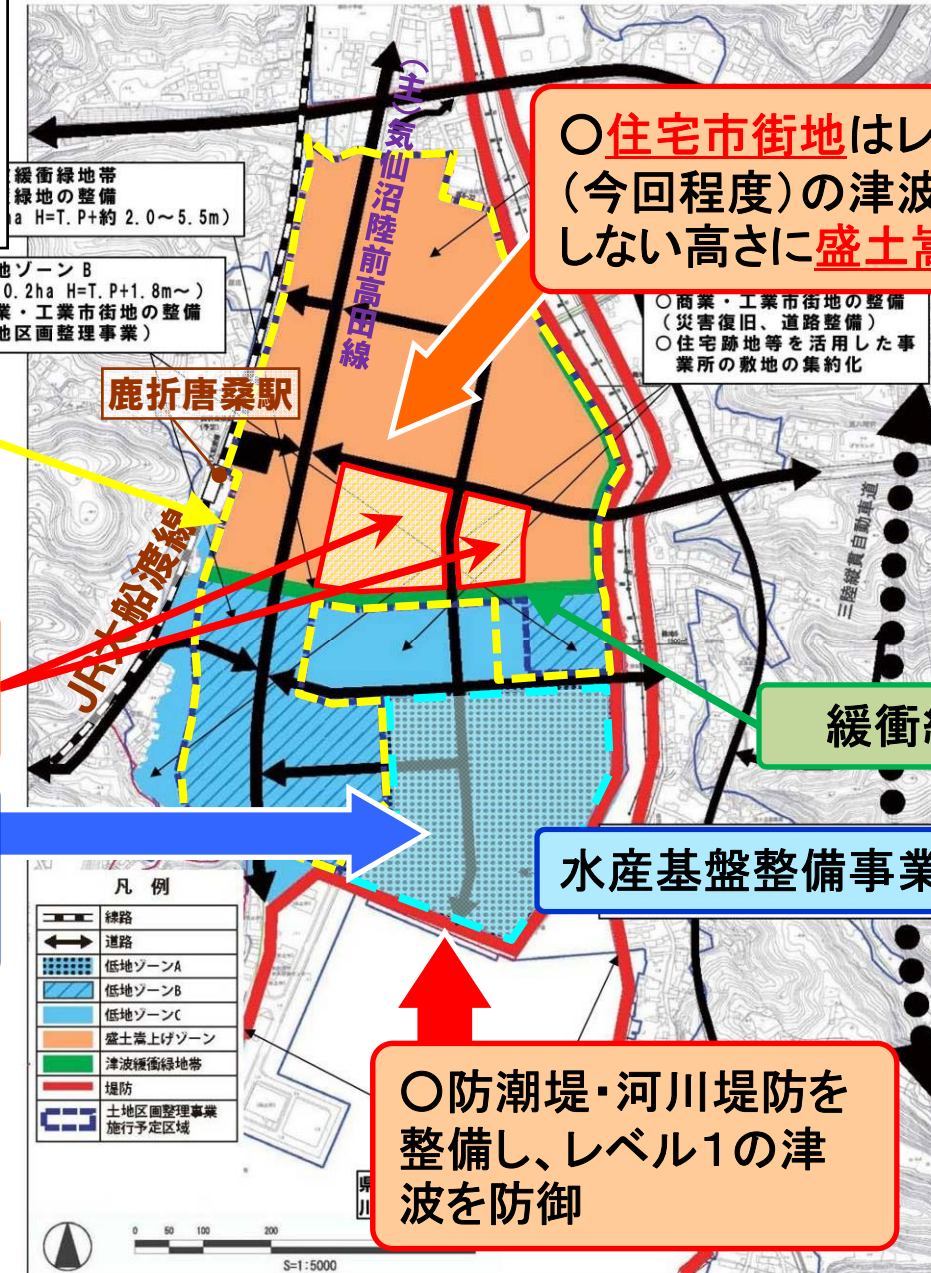 (主)気仙沼陸前高田線
〇住宅市街地はレ
(今回程度)の津波
しない高さに盛土嵩
緩衝緑地帯
緑地の整備
ha H=T.P+約 2.0～5.5m)
地ゾーン B
0.2ha H=T.P+1.8m～)
業・工業市街地の整備
地区画整理事業)
〇商業・工業市街地の整備
(災害復旧、道路整備)
〇住宅跡地等を活用した事
業所の敷地の集約化
鹿折唐桑駅
JR大船渡線
三陸縦貫自動車道
緩衝
水産基盤整備事業
凡 例
線路
道路
低地ゾーンA
低地ゾーンB
低地ゾーンC
盛土嵩上げゾーン
津波緩衝緑地帯
堤防
土地区画整理事業
施行予定区域
〇防潮堤・河川堤防を
整備し、レベル1の津
波を防御
県
川
0 50 100 200
S=1:5000